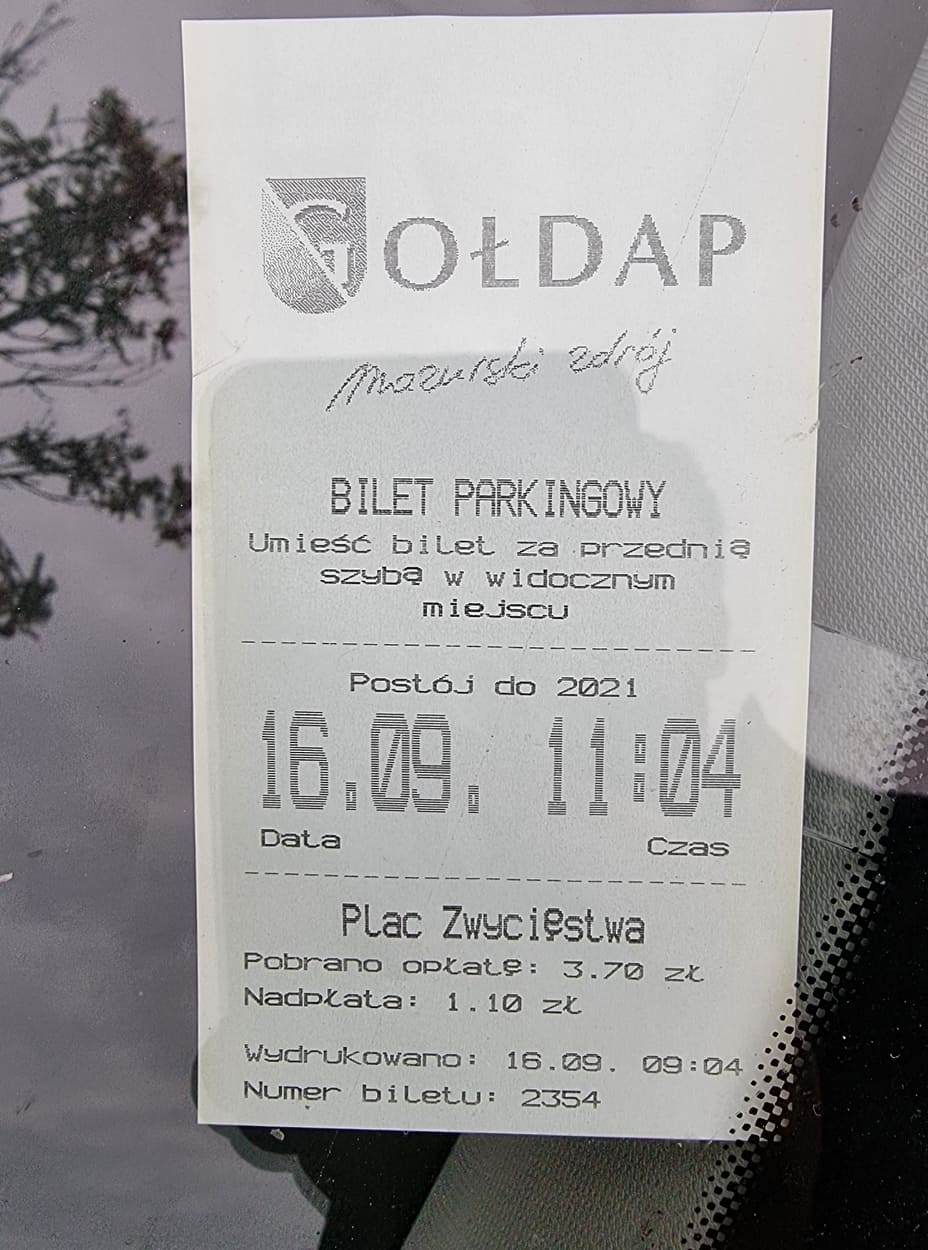 GOŁDAP
Mazurski zdrój
BILET PARKINGOWY
Umieść bilet za przednią
szybą w widocznym
miejscu
Postój do 2021
16.09. 11:04
Data Czas
Plac Zwycięstwa
Pobrano opłatę: 3.70 zł
Nadpłata: 1.10 zł
Wydrukowano: 16.09. 09:04
Numer biletu: 2354